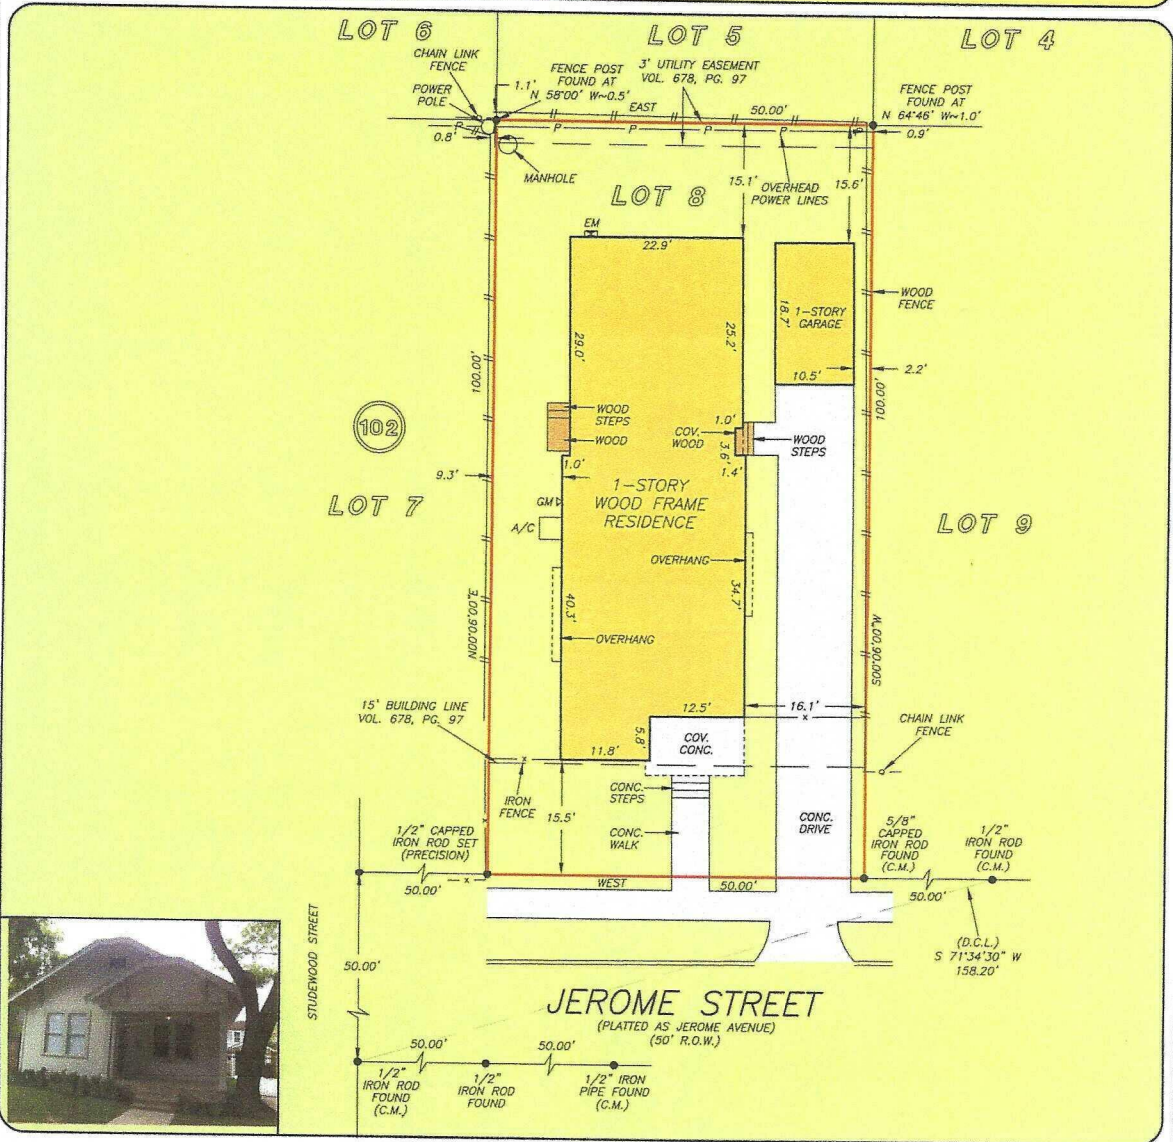 LOT 6
LOT 5
LOT 4
CHAIN LINK
FENCE
POWER
POLE
1.1'
FENCE POST
FOUND AT
N 58°00' W~0.5'
3' UTILITY EASEMENT
VOL. 678, PG. 97
EAST
50.00'
FENCE POST
FOUND AT
N 64°46' W~1.0'
P
P
P
P
P
P
0.8'
0.9'
MANHOLE
LOT 8
15.1'
OVERHEAD
POWER LINES
15.6'
EM
22.9'
WOOD
FENCE
1-STORY
GARAGE
18.7'
29.0'
25.2'
10.5'
2.2'
100.00'
100.00'
102
WOOD
STEPS
WOOD
1.0'
COV.
WOOD
3.6'
1.4'
WOOD
STEPS
9.3'
1.0'
LOT 7
GM
A/C
1-STORY
WOOD FRAME
RESIDENCE
LOT 9
OVERHANG
34.7'
40.3'
OVERHANG
N00°06'00"E
S00°06'00"W
15' BUILDING LINE
VOL. 678, PG. 97
12.5'
16.1'
x
CHAIN LINK
FENCE
5.8'
COV.
CONC.
11.8'
x
IRON
FENCE
15.5'
CONC.
STEPS
CONC.
WALK
CONC.
DRIVE
x
1/2" CAPPED
IRON ROD SET
(PRECISION)
5/8"
CAPPED
IRON ROD
FOUND
(C.M.)
1/2"
IRON ROD
FOUND
(C.M.)
50.00'
x
WEST
50.00'
50.00'
(D.C.L.)
S 71°34'30" W
158.20'
STUDEWOOD STREET
50.00'
JEROME STREET
(PLATTED AS JEROME AVENUE)
(50' R.O.W.)
50.00'
50.00'
1/2"
IRON ROD
FOUND
(C.M.)
1/2"
IRON ROD
FOUND
1/2" IRON
PIPE FOUND
(C.M.)